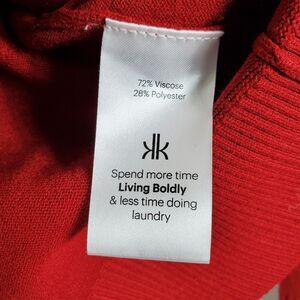 72% Viscose
28% Polyester
Spend more time
Living Boldly
& less time doing
laundry